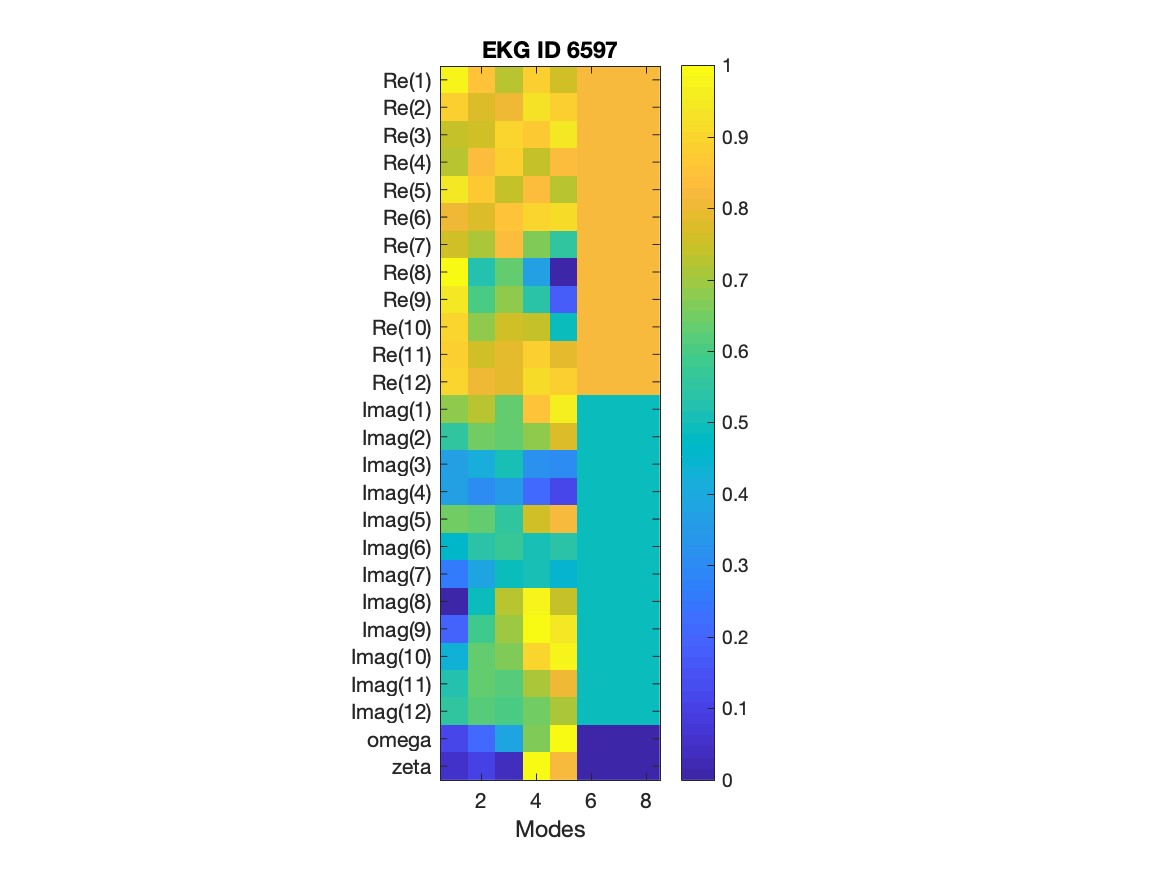 EKG ID 6597
Re(1)
Re(2)
Re(3)
Re(4)
Re(5)
Re(6)
Re(7)
Re(8)
Re(9)
Re(10)
Re(11)
Re(12)
Imag(1)
Imag(2)
Imag(3)
Imag(4)
Imag(5)
Imag(6)
Imag(7)
Imag(8)
Imag(9)
Imag(10)
Imag(11)
Imag(12)
omega
zeta
2 4 6 8
Modes
1
0.9
0.8
0.7
0.6
0.5
0.4
0.3
0.2
0.1
0